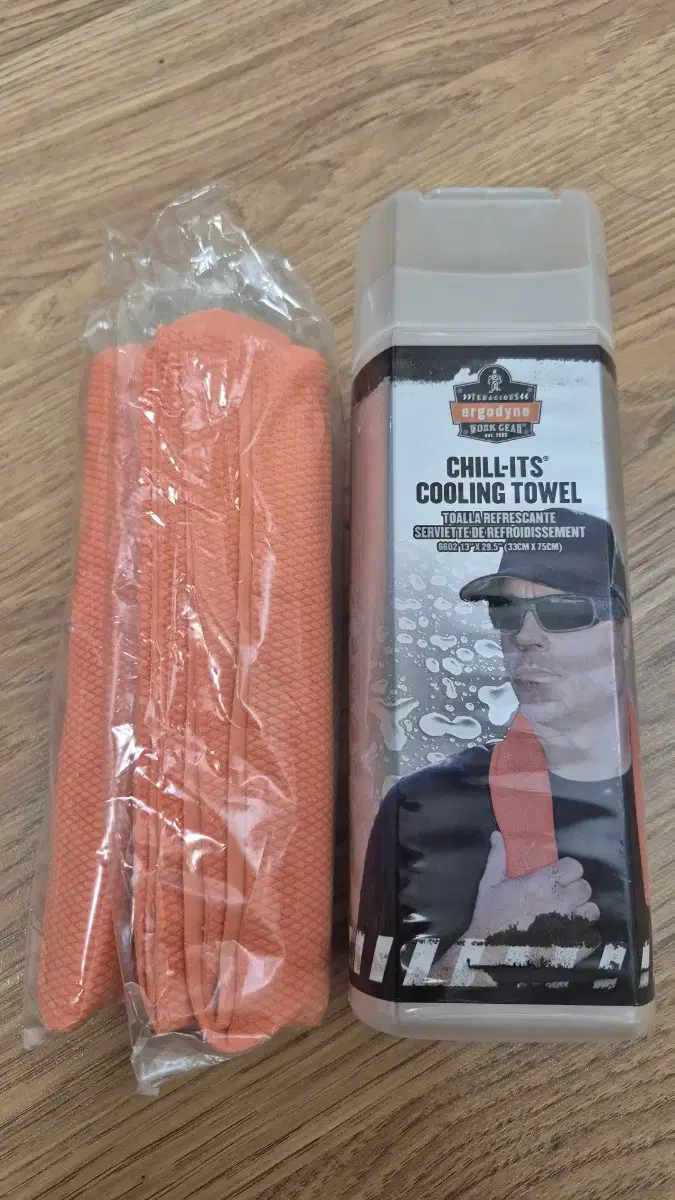 TENACIOUS
ergodyne
WORK GEAR
EST. 1983
CHILL-ITS®
COOLING TOWEL
TOALLA REFRESCANTE
SERVIETTE DE REFROIDISSEMENT
6602 13" X 29.5" (33CM X 75CM)